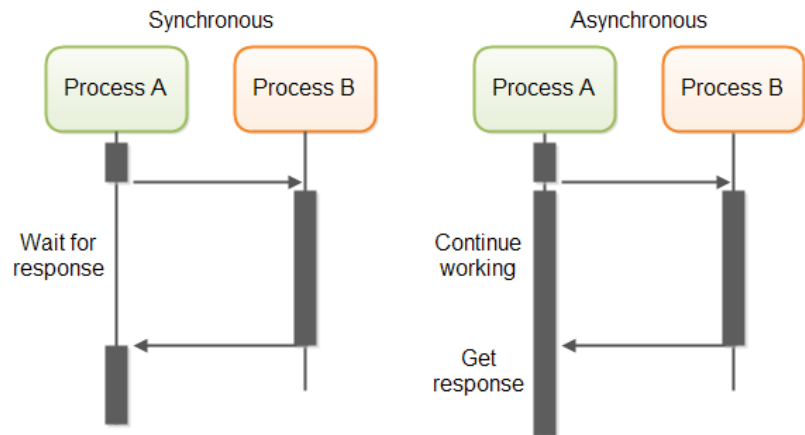 Synchronous
Asynchronous
Process A
Process B
Process A
Process B
Wait for
response
Continue
working
Get
response